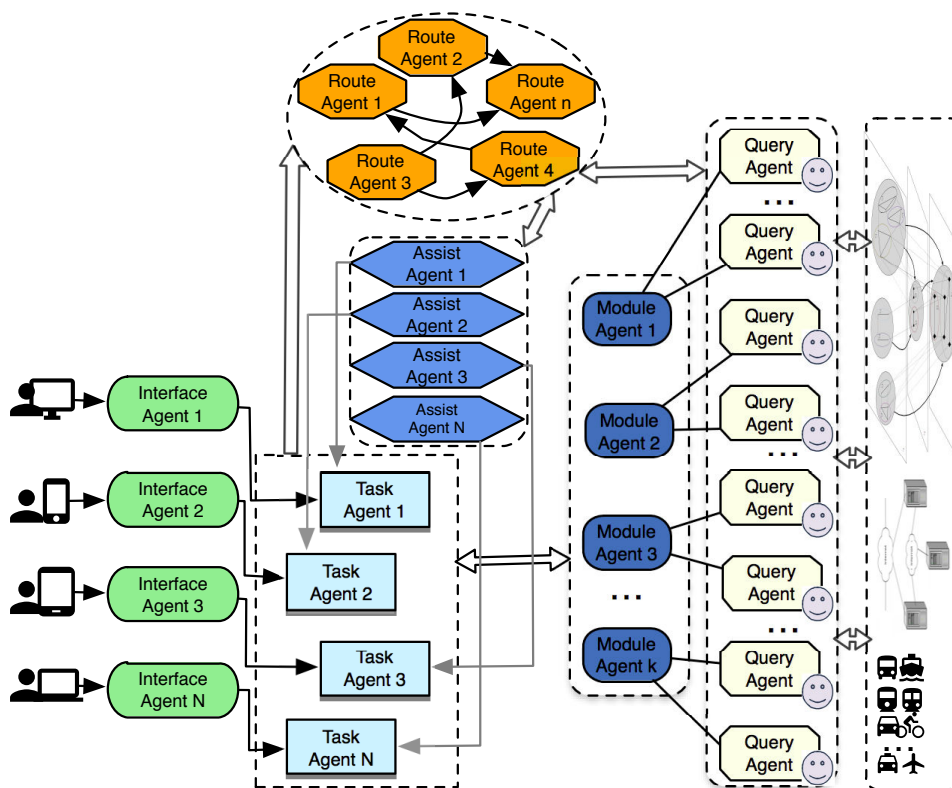 Route
Agent 2
Route
Agent 1
Route
Agent n
Route
Agent 3
Route
Agent 4
Assist
Agent 1
Assist
Agent 2
Assist
Agent 3
Assist
Agent N
Interface
Agent 1
Interface
Agent 2
Interface
Agent 3
Interface
Agent N
Task
Agent 1
Task
Agent 2
Task
Agent 3
Task
Agent N
Module
Agent 1
Module
Agent 2
Module
Agent 3
...
Module
Agent k
Query
Agent
...
Query
Agent
Query
Agent
Query
Agent
...
Query
Agent
Query
Agent
...
Query
Agent
Query
Agent
...